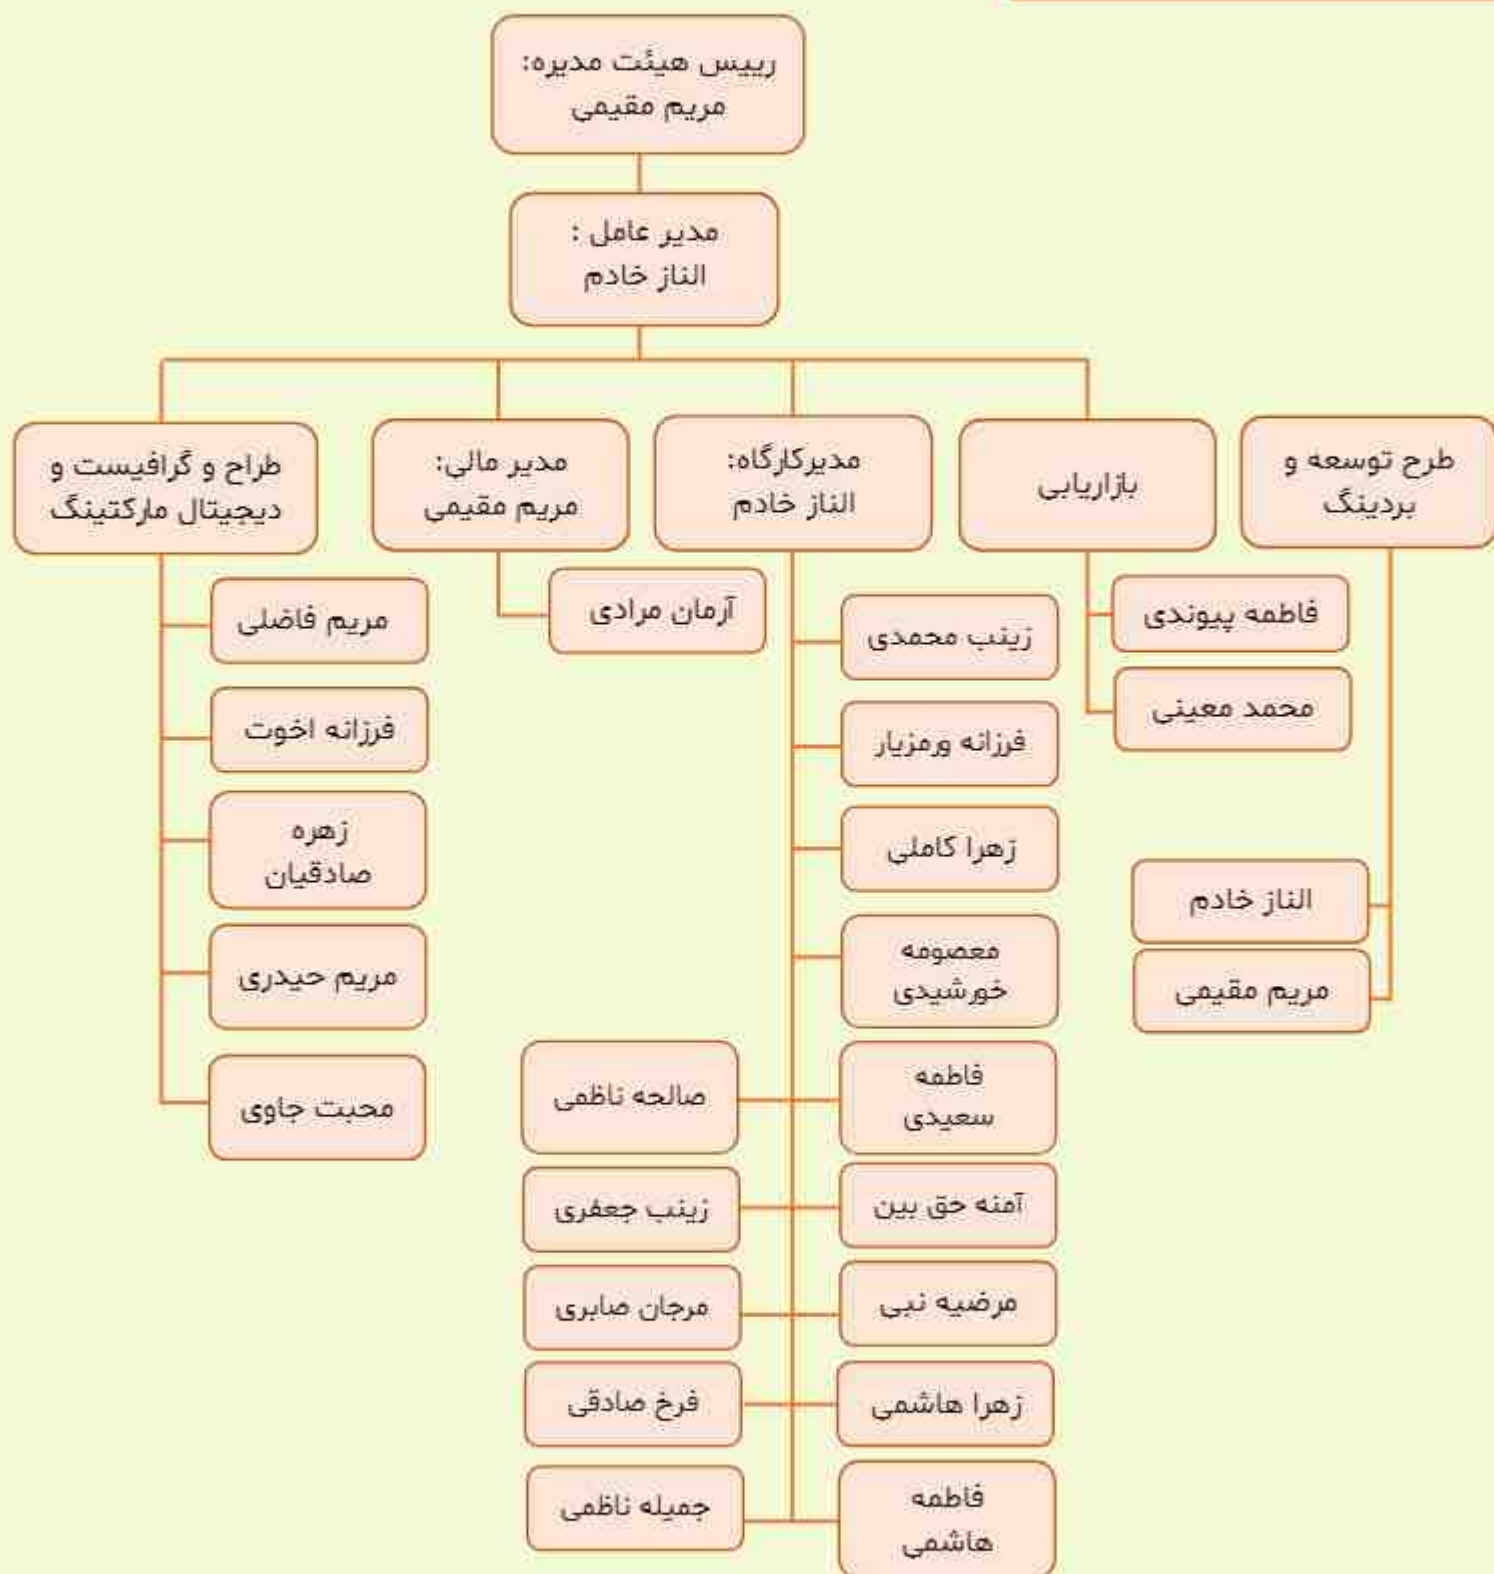 رییس هیئت مدیره:
مریم مقیمی
مدیر عامل :
الناز خادم
طرح توسعه و
بردینگ
الناز خادم
مریم مقیمی
بازاریابی
فاطمه پیوندی
محمد معینی
مدیرکارگاه:
الناز خادم
زینب محمدی
فرزانه ورمزیار
زهرا کاملی
معصومه
خورشیدی
فاطمه
سعیدی
آمنه حق بین
مرضیه نبی
زهرا هاشمی
فاطمه
هاشمی
صالحه ناظمی
زینب جعفری
مرجان صابری
فرخ صادقی
جمیله ناظمی
مدیر مالی:
مریم مقیمی
آرمان مرادی
طراح و گرافیست و
دیجیتال مارکتینگ
مریم فاضلی
فرزانه اخوت
زهره
صادقیان
مریم حیدری
محبت جاوی